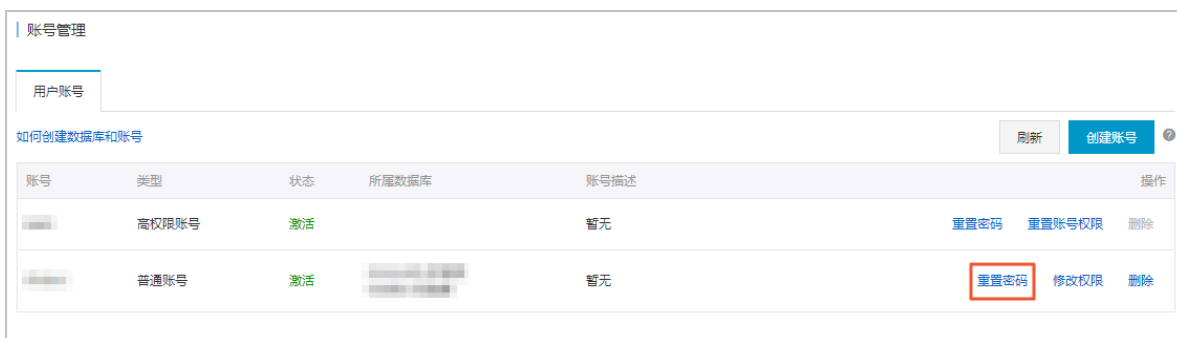 账号管理
用户账号
如何创建数据库和账号 刷新 创建账号 ?
账号 类型 状态 所属数据库 账号描述 操作
高权限账号 激活 暂无 重置密码 重置账号权限 删除
普通账号 激活 暂无 重置密码 修改权限 删除